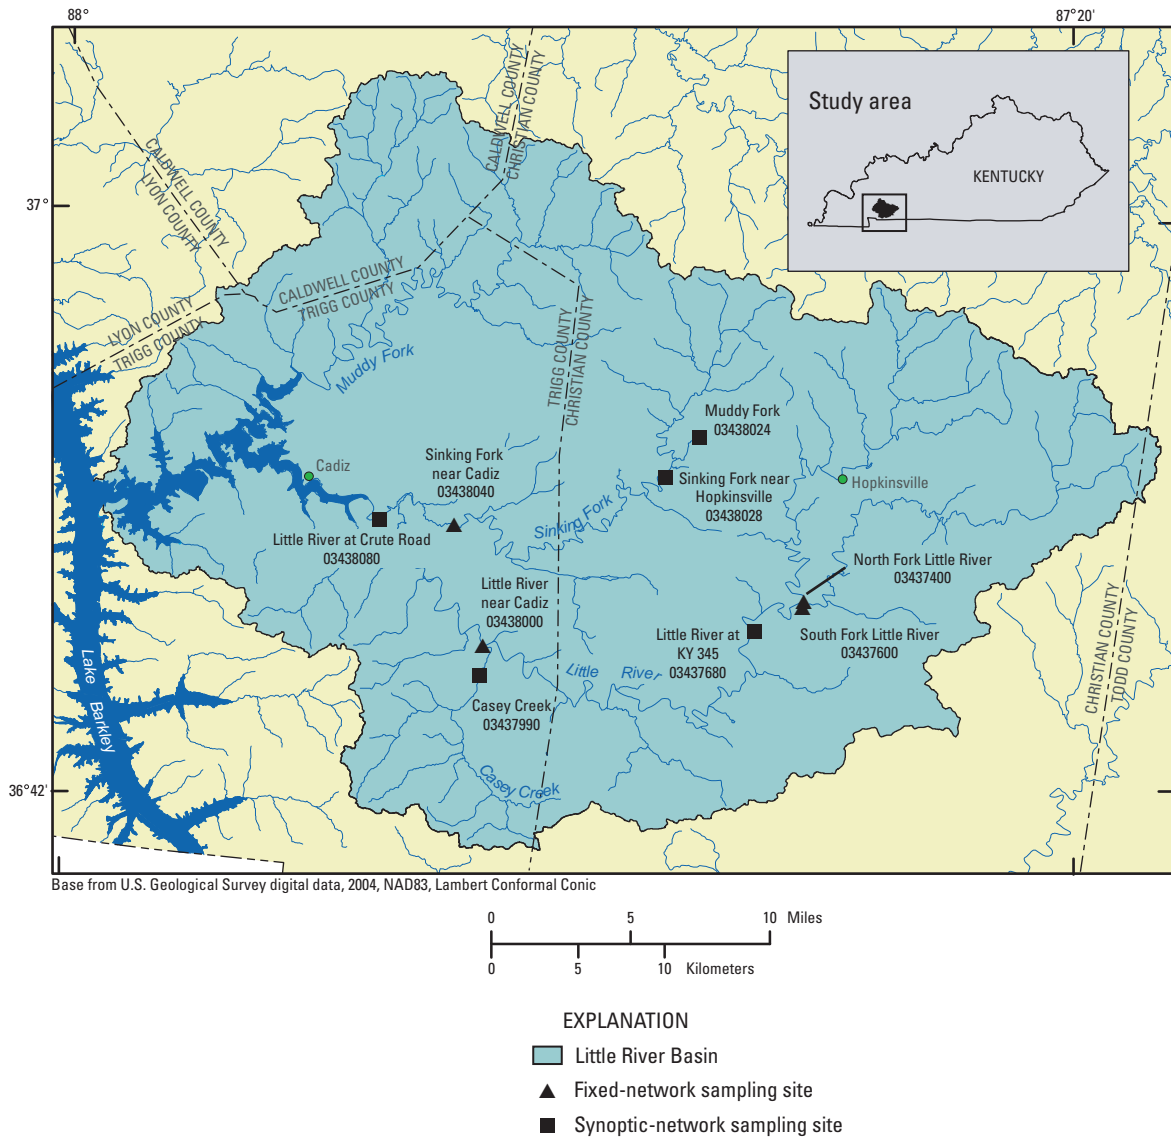 88°
87°20'
Study area
KENTUCKY
CALDWELL COUNTY
CHRISTIAN COUNTY
CALDWELL COUNTY
LYON COUNTY
37°
CALDWELL COUNTY
TRIGG COUNTY
LYON COUNTY
TRIGG COUNTY
Muddy Fork
TRIGG COUNTY
CHRISTIAN COUNTY
Muddy Fork
03438024
Cadiz
Sinking Fork
near Cadiz
03438040
Sinking Fork near
Hopkinsville
03438028
Hopkinsville
Sinking Fork
Little River at Crute Road
03438080
North Fork Little River
03437400
Little River
near Cadiz
03438000
Little River at
KY 345
03437680
South Fork Little River
03437600
Little River
CHRISTIAN COUNTY
TODD COUNTY
Lake Barkley
Casey Creek
03437990
Casey Creek
36°42'
Base from U.S. Geological Survey digital data, 2004, NAD83, Lambert Conformal Conic
0 5 10 Miles
0 5 10 Kilometers
EXPLANATION
Little River Basin
Fixed-network sampling site
Synoptic-network sampling site